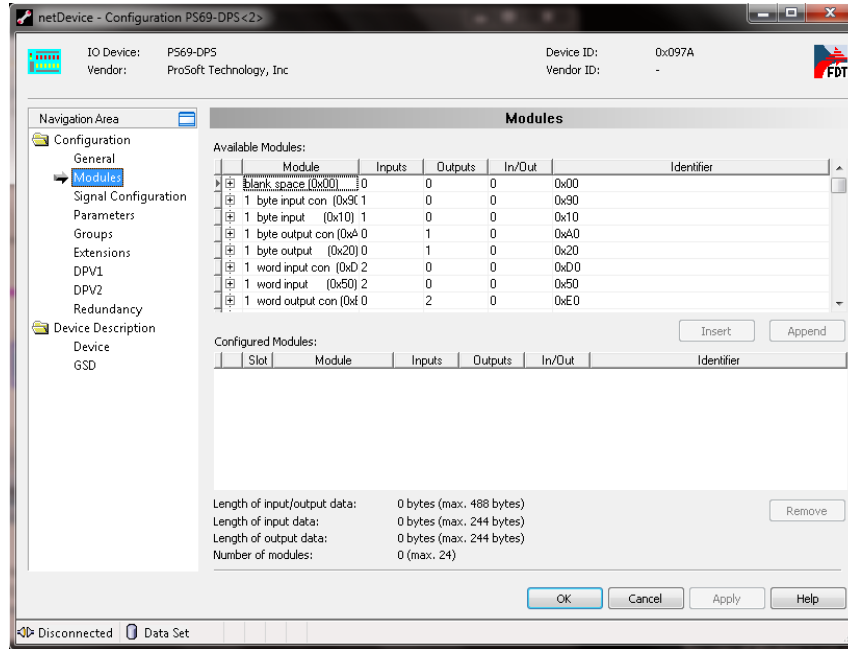 netDevice - Configuration PS69-DPS<2>
IO Device: PS69-DPS Device ID: 0x097A
Vendor: ProSoft Technology, Inc Vendor ID: -
FDT
Navigation Area
Configuration
General
Modules
Signal Configuration
Parameters
Groups
Extensions
DPV1
DPV2
Redundancy
Device Description
Device
GSD
Modules
Available Modules:
Module Inputs Outputs In/Out Identifier
blank space (0x00) 0 0 0 0x00
1 byte input con (0x90 1 0 0 0x90
1 byte input (0x10) 1 0 0 0x10
1 byte output con (0xA 0 1 0 0xA0
1 byte output (0x20) 0 1 0 0x20
1 word input con (0xD 2 0 0 0xD0
1 word input (0x50) 2 0 0 0x50
1 word output con (0xE 0 2 0 0xE0
Insert Append
Configured Modules:
Slot Module Inputs Outputs In/Out Identifier
Length of input/output data: 0 bytes (max. 488 bytes)
Length of input data: 0 bytes (max. 244 bytes)
Length of output data: 0 bytes (max. 244 bytes)
Number of modules: 0 (max. 24)
Remove
OK Cancel Apply Help
Disconnected Data Set